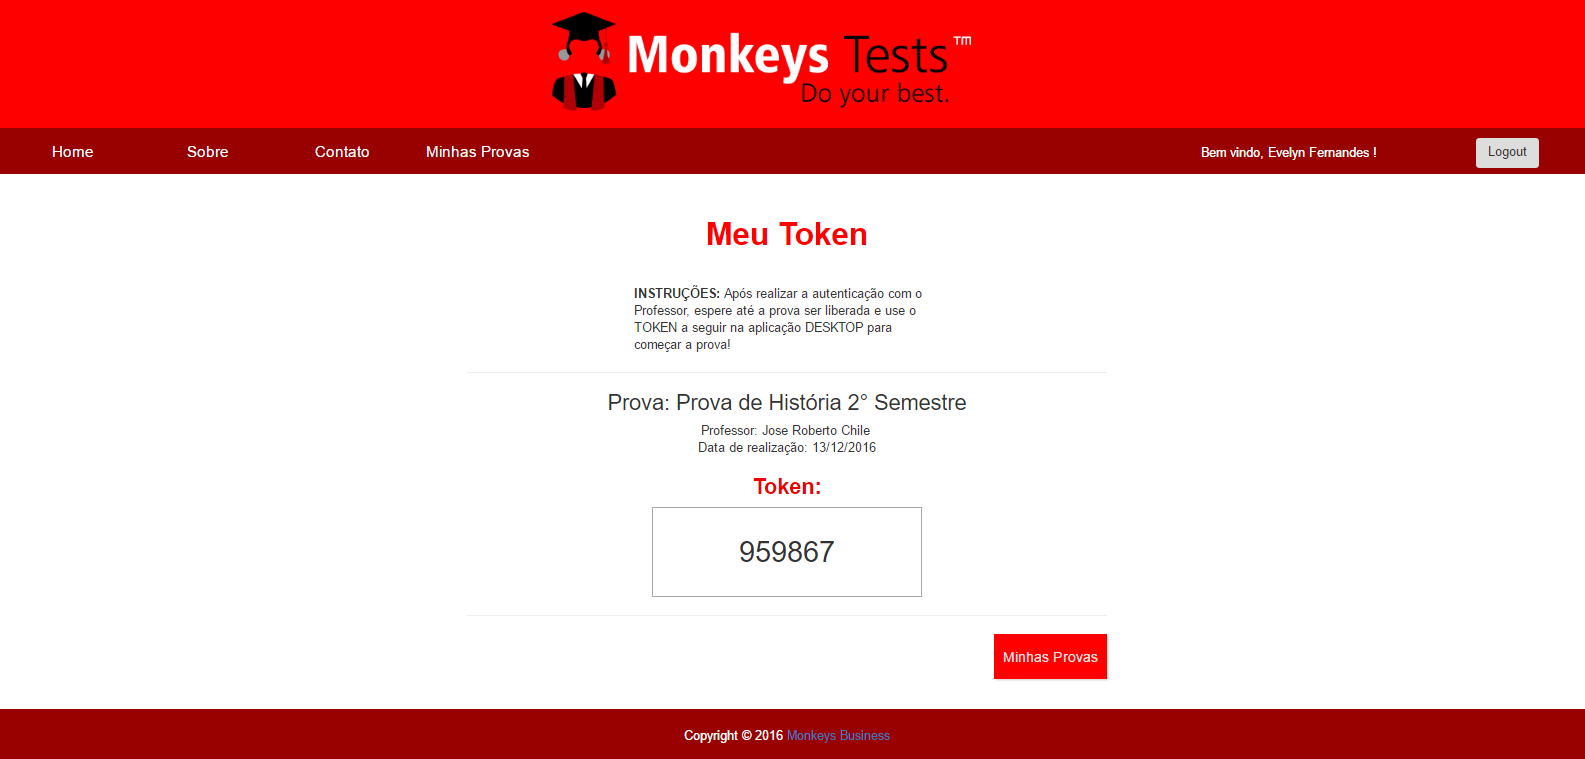 Monkeys Tests™
Do your best.
Home Sobre Contato Minhas Provas Bem vindo, Evelyn Fernandes ! Logout
Meu Token
INSTRUÇÕES: Após realizar a autenticação com o
Professor, espere até a prova ser liberada e use o
TOKEN a seguir na aplicação DESKTOP para
começar a prova!
Prova: Prova de História 2° Semestre
Professor: Jose Roberto Chile
Data de realização: 13/12/2016
Token:
959867
Minhas Provas
Copyright © 2016 Monkeys Business